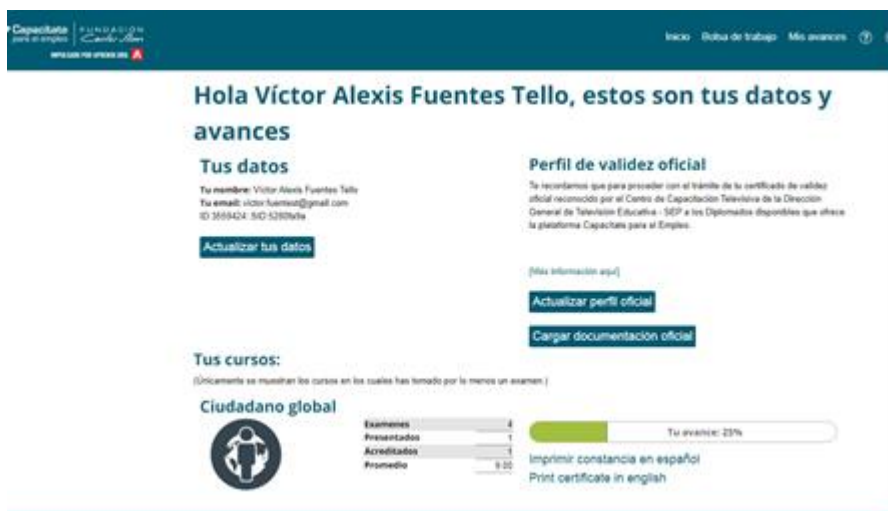 Capacítate
para el empleo
FUNDACIÓN
Carlos Slim
Inicio Bolsa de trabajo Mis avances
Hola Víctor Alexis Fuentes Tello, estos son tus datos y
avances
Tus datos
Tu nombre: Víctor Alexis Fuentes Tello
Tu email:
Actualizar tus datos
Perfil de validez oficial
Te recordamos que para proceder con el trámite de tu certificado de validez
oficial reconocido por el Centro de Capacitación Televisiva de la Dirección
General de Televisión Educativa - SEP a los Diplomados disponibles que ofrece
la plataforma Capacítate para el Empleo.
[Más información aquí]
Actualizar perfil oficial
Cargar documentación oficial
Tus cursos:
(Únicamente se muestran los cursos en los cuales has tomado por lo menos un examen.)
Ciudadano global
Examenes 4
Presentados 1
Acreditados 1
Promedio 9.00
Tu avance: 25%
Imprimir constancia en español
Print certificate in english